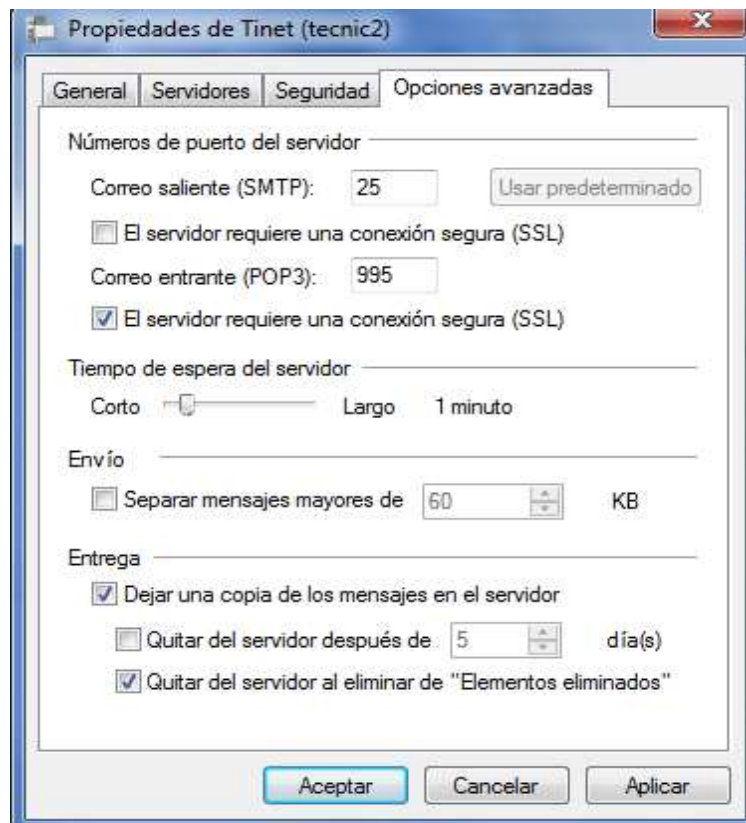 Propiedades de Tinet (tecnic2)
General Servidores Seguridad Opciones avanzadas
Números de puerto del servidor
Correo saliente (SMTP): 25 Usar predeterminado
El servidor requiere una conexión segura (SSL)
Correo entrante (POP3): 995
El servidor requiere una conexión segura (SSL)
Tiempo de espera del servidor
Corto Largo 1 minuto
Envío
Separar mensajes mayores de 60 KB
Entrega
Dejar una copia de los mensajes en el servidor
Quitar del servidor después de 5 día(s)
Quitar del servidor al eliminar de "Elementos eliminados"
Aceptar Cancelar Aplicar